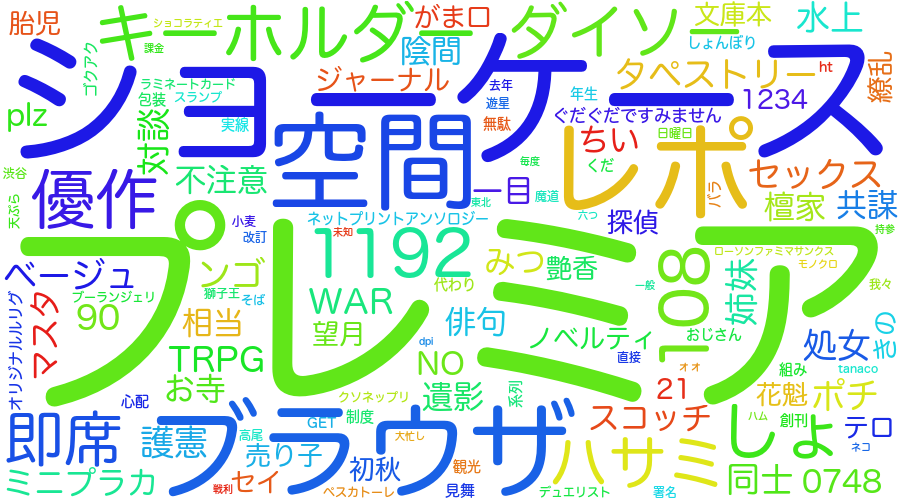 胎児
キーホルダー
ショコラティエ
課金
がま口
ダイソー
文庫本
水上
陰間
しょんぼり
ゴクアク
ショーケース
ジャーナル
タペストリー
ht
繚乱
plz
ラミネートカード
包装
スランプ
去年
遊星
年生
1234
対談
実線
無駄
ぐだぐだですみません
日曜日
渋谷
不注意
空間
毎度
くだ
ちい
レポ
セックス
天ぷら
優作
一目
東北
魔道
バラ
檀家
共謀
小麦
ネットプリントアンソロジー
六つ
探偵
持参
改訂
未知
1192
プレミア
ベージュ
ンゴ
獅子王
そば
代わり
みつ
艶香
姉妹
ローソンファミマサンクス
モノクロ
ブーランジェリ
オリジナルルリグ
マスタ
90
WAR
一般
我々
108
相当
望月
俳句
ノベルティ
おじさん
きの
TRPG
dpi
直接
処女
お寺
NO
オオ
組み
tanaco
心配
クソネップリ
遺影
系列
21
花魁
ポチ
即席
ブラウザ
GET
制度
スコッチ
ハム
創刊
テロ
護憲
高尾
大忙し
しょ
ネコ
売り子
初秋
観光
ハサミ
ミニプラカ
戦利
セイ
ペスカトーレ
見舞
デュエリスト
署名
同士
0748